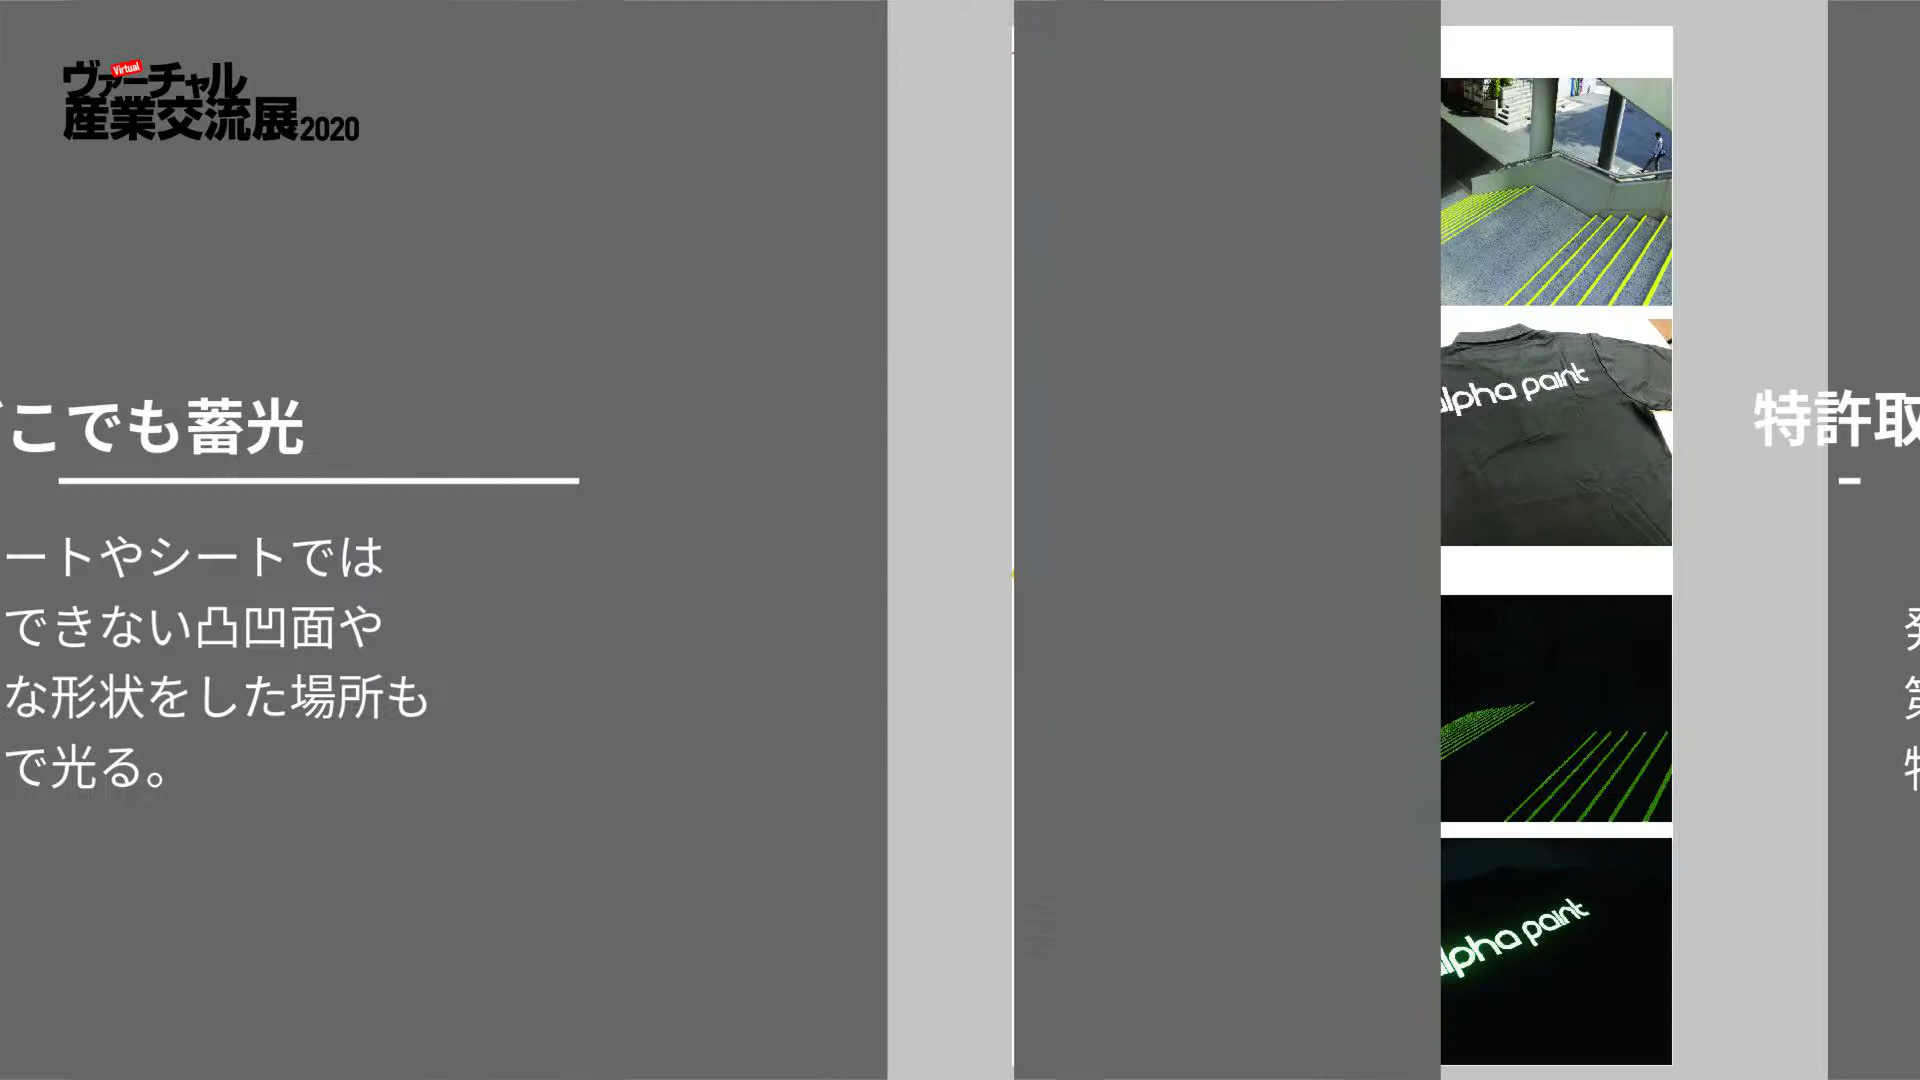 Virtual
ヴァーチャル
産業交流展2020
こでも蓄光
ートやシートでは
できない凸凹面や
な形状をした場所も
で光る。
alpha paint
lpha paint
特許取